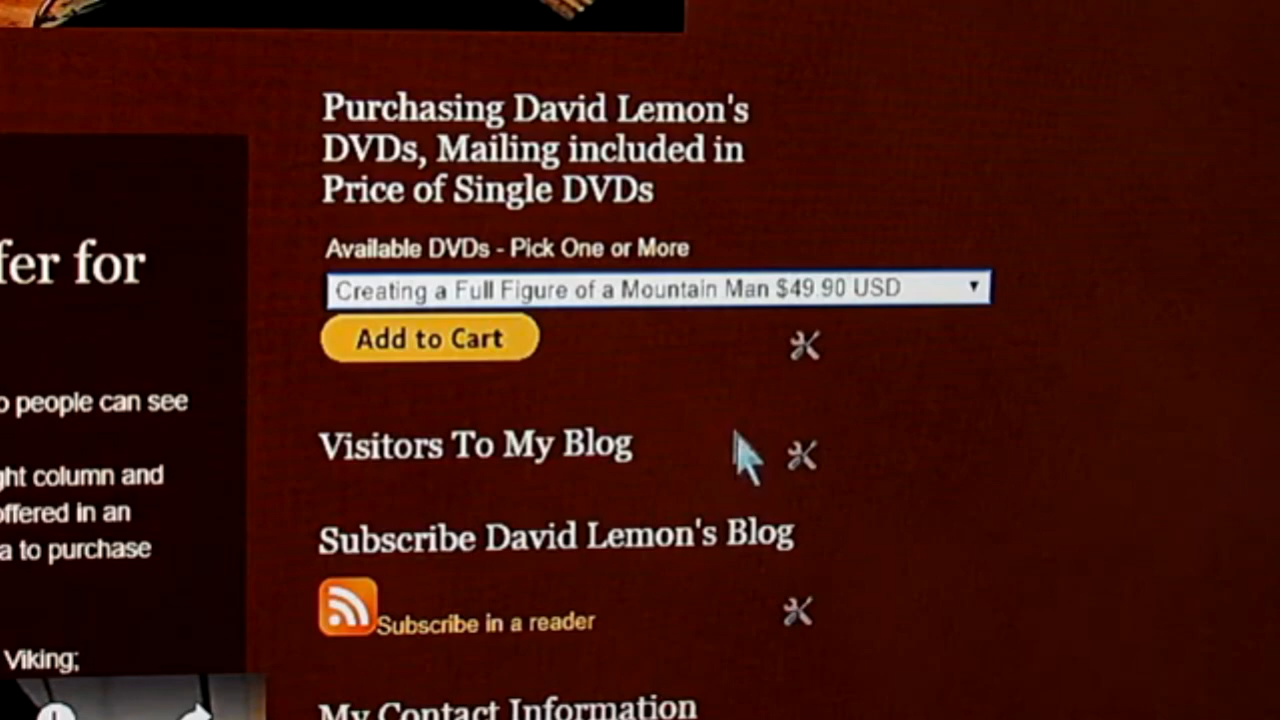 Purchasing David Lemon's
DVDs, Mailing included in
Price of Single DVDs
Available DVDs - Pick One or More
Creating a Full Figure of a Mountain Man $49.90 USD
Add to Cart
Visitors To My Blog
Subscribe David Lemon's Blog
Subscribe in a reader
My Contact Information
fer for
people can see
ght column and
offered in an
a to purchase
Viking;